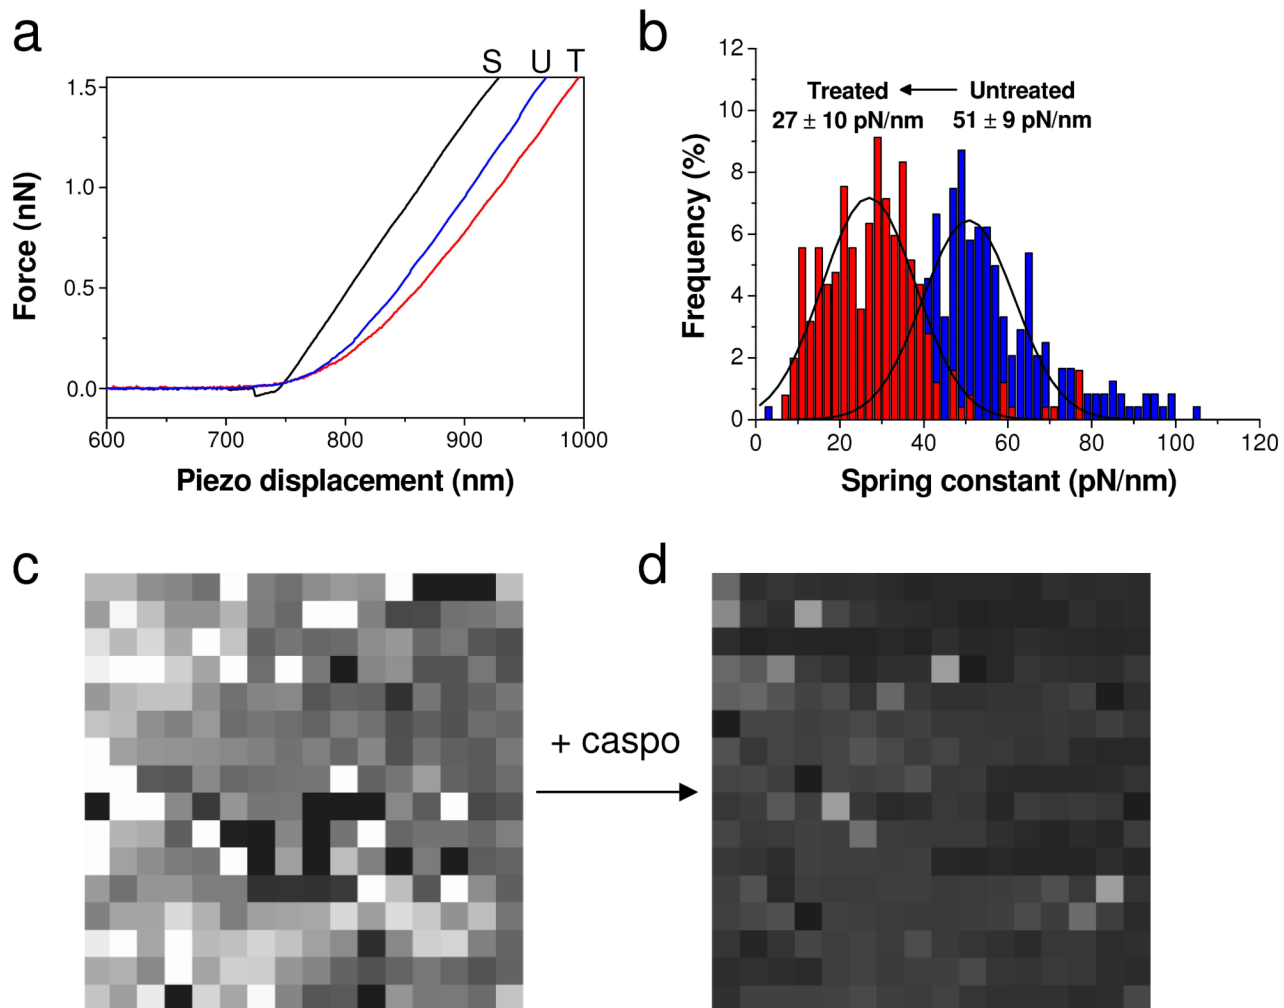 a
S U T
1.5
1.0
0.5
0.0
600 700 800 900 1000
Force (nN)
Piezo displacement (nm)
b
12
10
8
6
4
2
0
0 20 40 60 80 100 120
Frequency (%)
Spring constant (pN/nm)
Treated Untreated
27 ± 10 pN/nm 51 ± 9 pN/nm
c
+ caspo
d